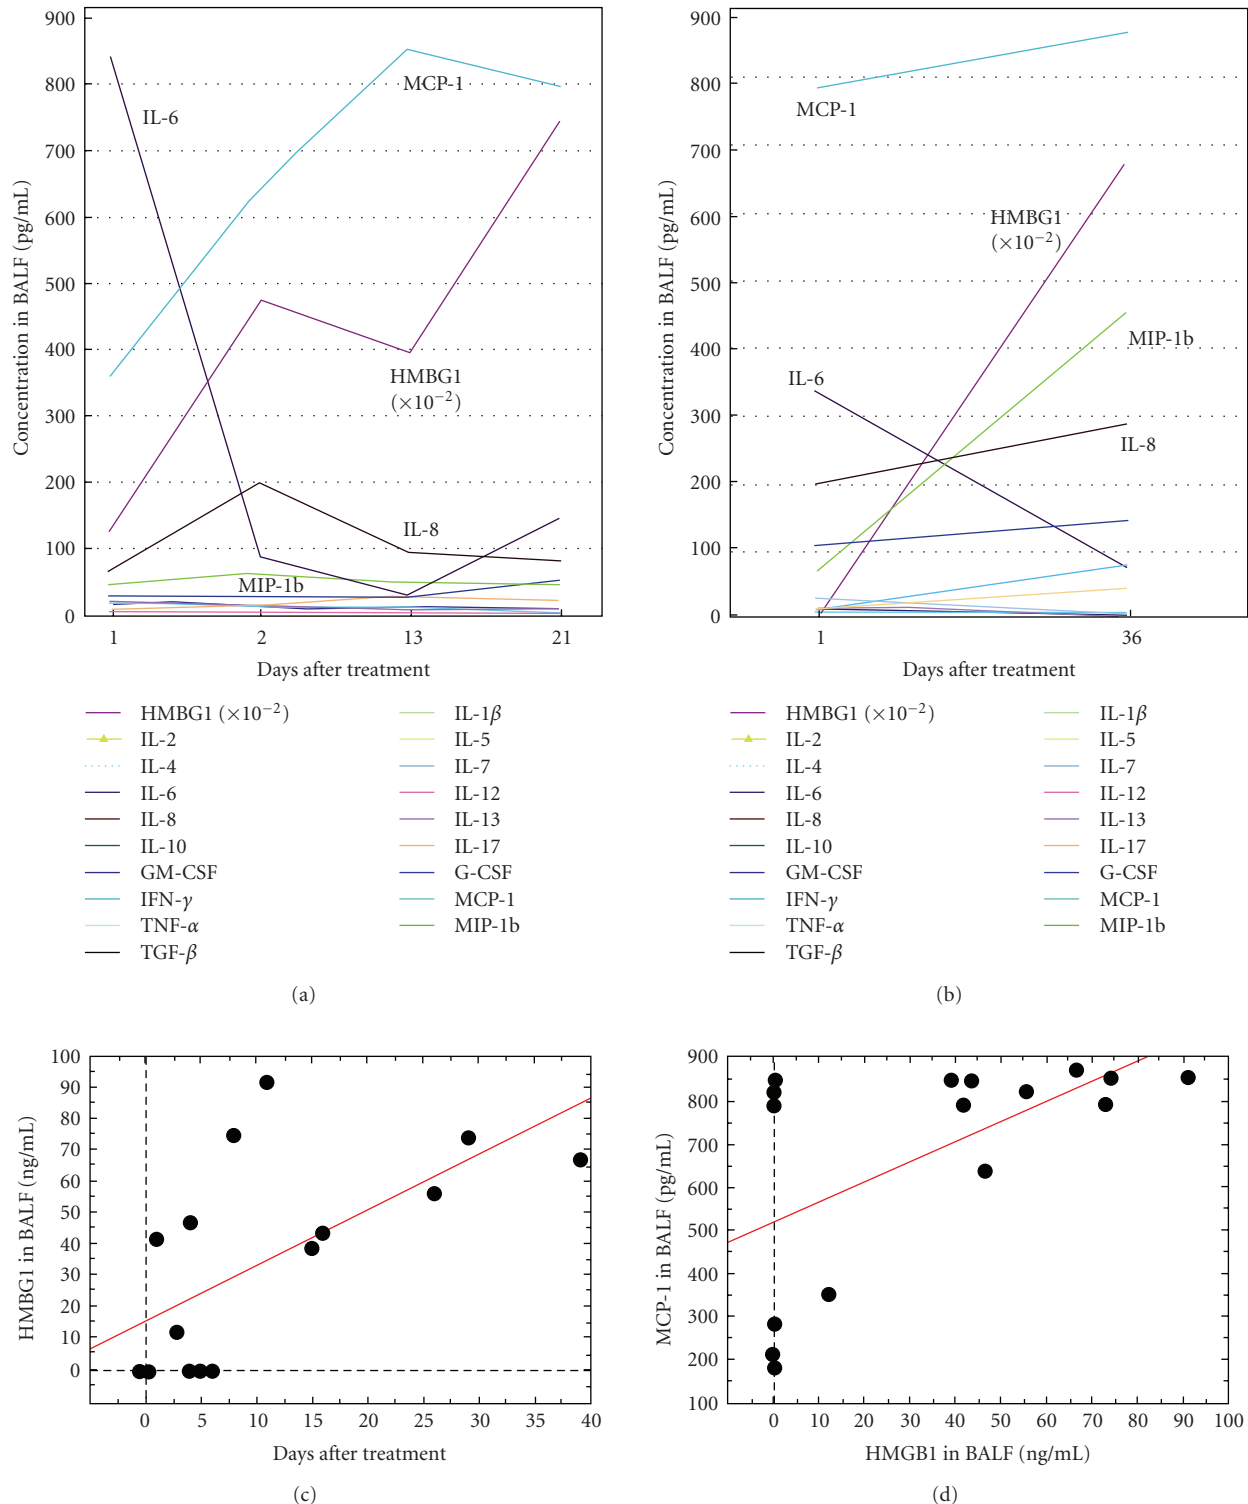 900
800
700
600
500
400
300
200
100
0
Concentration in BALF (pg/mL)
IL-6
MCP-1
HMBG1
(×10−2)
IL-8
MIP-1b
1 2 13 21
Days after treatment
HMBG1 (×10−2) IL-1β
IL-2 IL-5
IL-4 IL-7
IL-6 IL-12
IL-8 IL-13
IL-10 IL-17
GM-CSF G-CSF
IFN-γ MCP-1
TNF-α MIP-1b
TGF-β
(a)
900
800
700
600
500
400
300
200
100
0
Concentration in BALF (pg/mL)
MCP-1
HMBG1
(×10−2)
MIP-1b
IL-6
IL-8
1 36
Days after treatment
HMBG1 (×10−2) IL-1β
IL-2 IL-5
IL-4 IL-7
IL-6 IL-12
IL-8 IL-13
IL-10 IL-17
GM-CSF G-CSF
IFN-γ MCP-1
TNF-α MIP-1b
TGF-β
(b)
100
90
80
70
60
50
40
30
20
10
0
HMBG1 in BALF (ng/mL)
0 5 10 15 20 25 30 35 40
Days after treatment
(c)
900
800
700
600
500
400
300
200
100
MCP-1 in BALF (pg/mL)
0 10 20 30 40 50 60 70 80 90 100
HMGB1 in BALF (ng/mL)
(d)